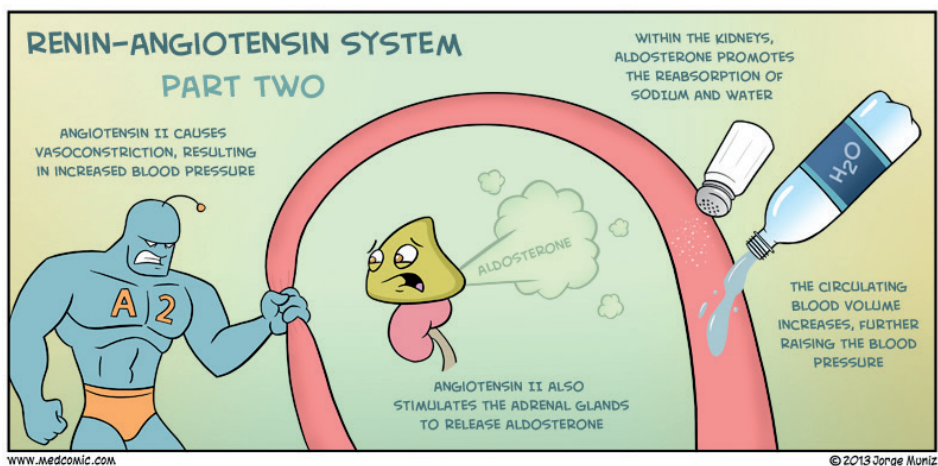 RENIN-ANGIOTENSIN SYSTEM
PART TWO
ANGIOTENSIN II CAUSES
VASOCONSTRICTION, RESULTING
IN INCREASED BLOOD PRESSURE
A 2
ALDOSTERONE
ANGIOTENSIN II ALSO
STIMULATES THE ADRENAL GLANDS
TO RELEASE ALDOSTERONE
WITHIN THE KIDNEYS,
ALDOSTERONE PROMOTES
THE REABSORPTION OF
SODIUM AND WATER
H2O
THE CIRCULATING
BLOOD VOLUME
INCREASES, FURTHER
RAISING THE BLOOD
PRESSURE
www.medcomic.com
© 2013 Jorge Muniz